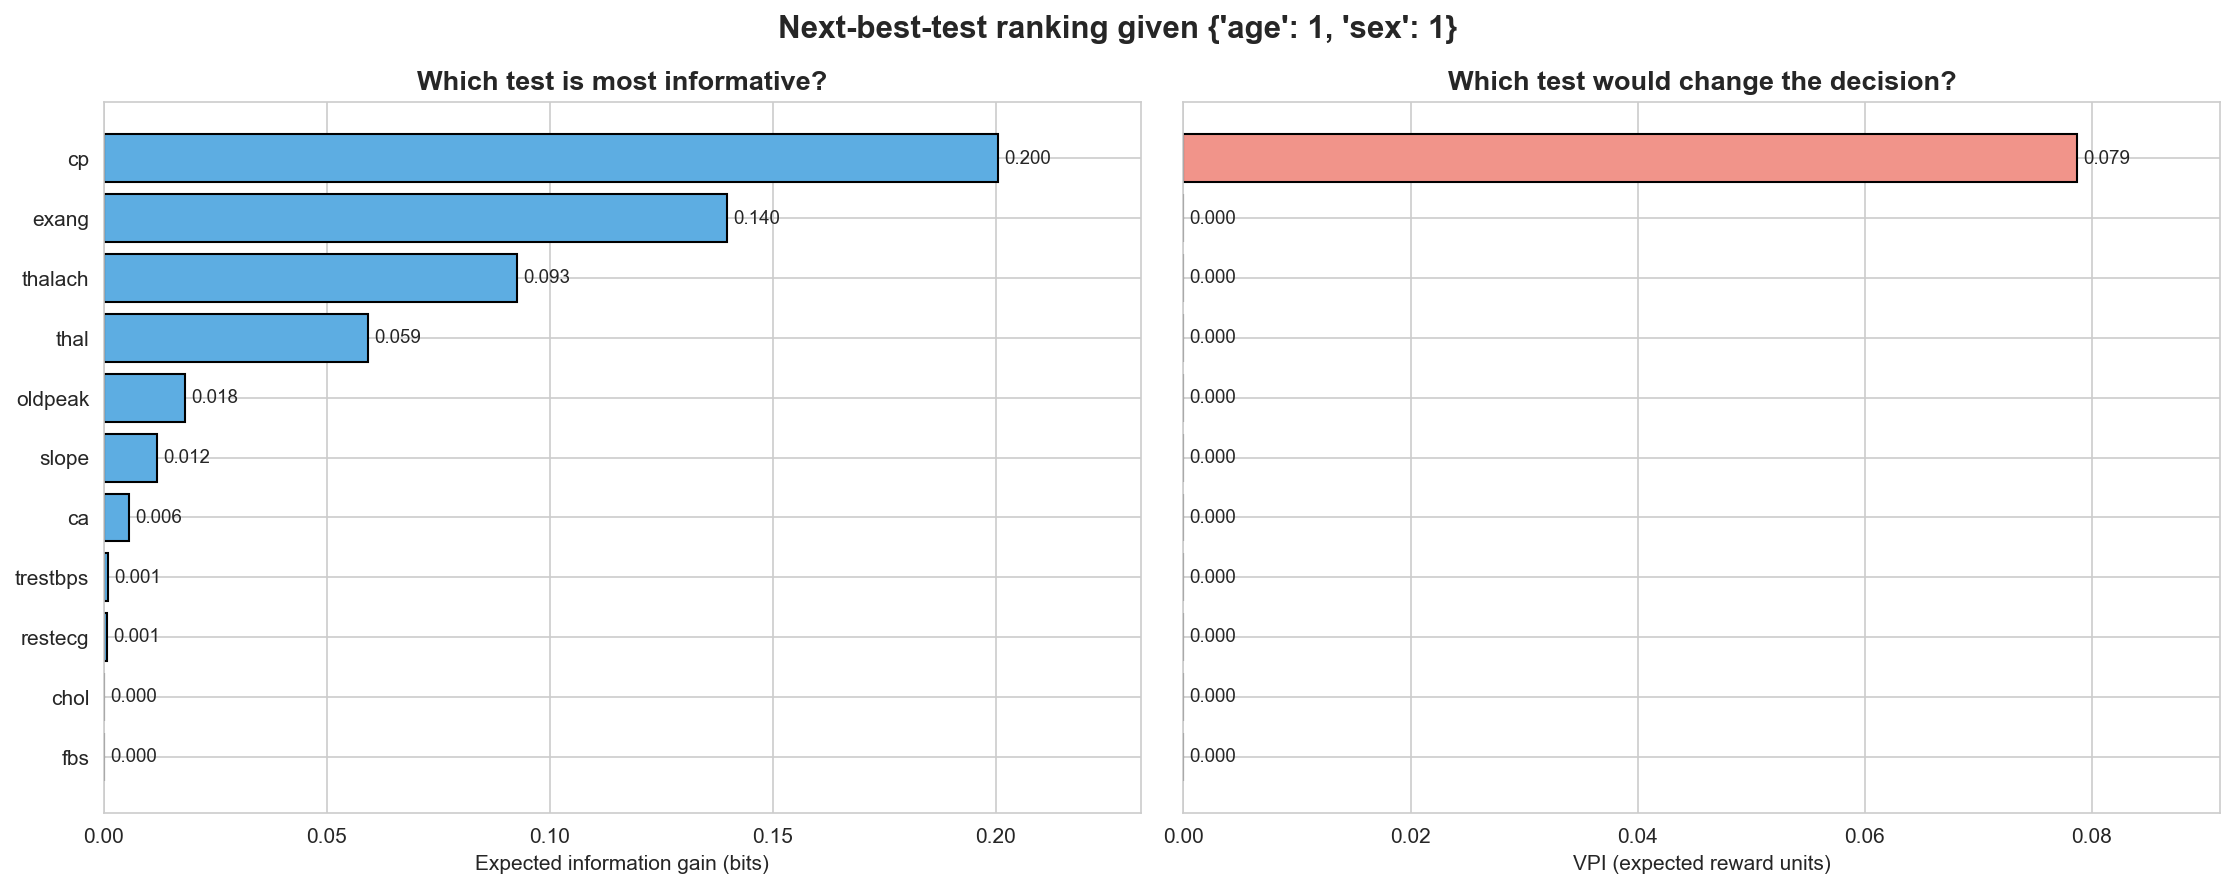 Next-best-test ranking given {'age': 1, 'sex': 1}
Which test is most informative?
cp
0.200
exang
0.140
thalach
0.093
thal
0.059
oldpeak
0.018
slope
0.012
ca
0.006
trestbps
0.001
restecg
0.001
chol
0.000
fbs
0.000
0.00 0.05 0.10 0.15 0.20
Expected information gain (bits)
Which test would change the decision?
0.079
0.000
0.000
0.000
0.000
0.000
0.000
0.000
0.000
0.000
0.000
0.00 0.02 0.04 0.06 0.08
VPI (expected reward units)